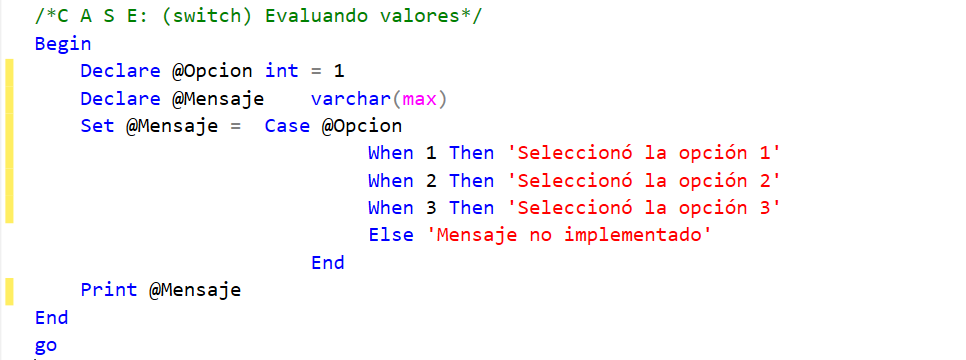 /*C A S E: (switch) Evaluando valores*/
Begin
Declare @Opcion int = 1
Declare @Mensaje varchar(max)
Set @Mensaje = Case @Opcion
When 1 Then 'Seleccionó la opción 1'
When 2 Then 'Seleccionó la opción 2'
When 3 Then 'Seleccionó la opción 3'
Else 'Mensaje no implementado'
End
Print @Mensaje
End
go